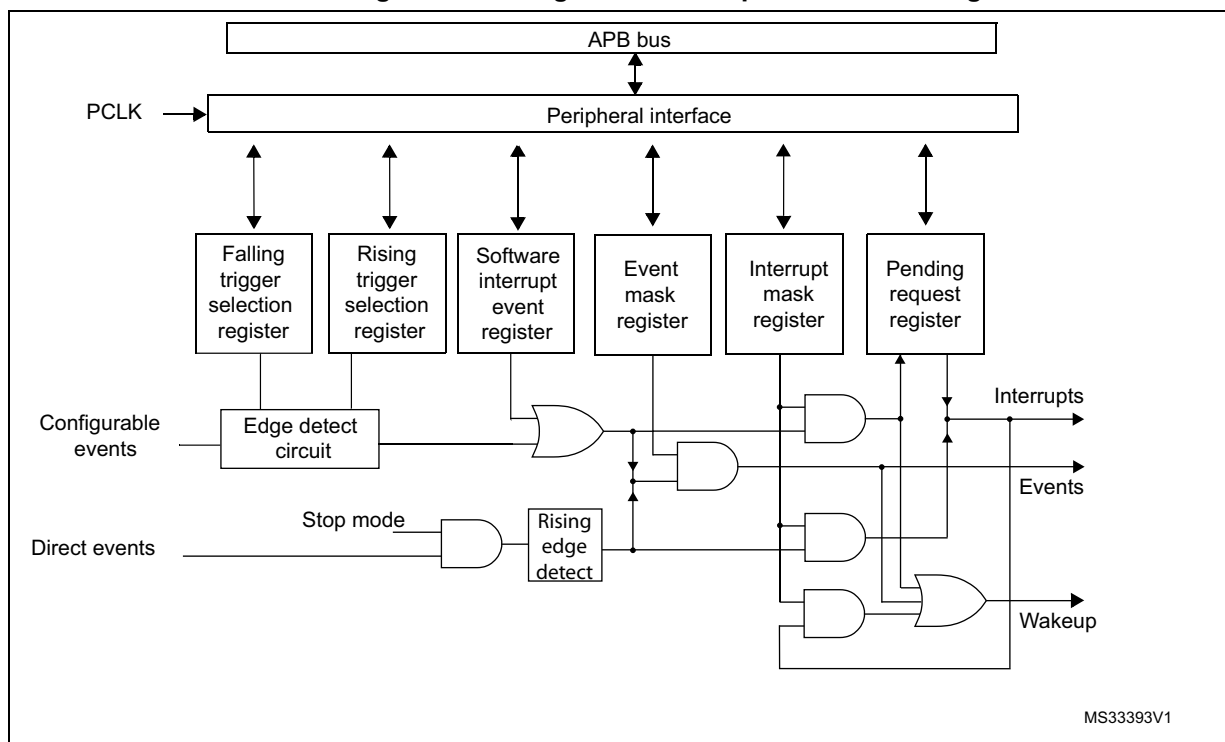 APB bus
PCLK
Peripheral interface
Falling
trigger
selection
register
Rising
trigger
selection
register
Software
interrupt
event
register
Event
mask
register
Interrupt
mask
register
Pending
request
register
Configurable
events
Edge detect
circuit
Interrupts
Events
Stop mode
Direct events
Rising
edge
detect
Wakeup
MS33393V1